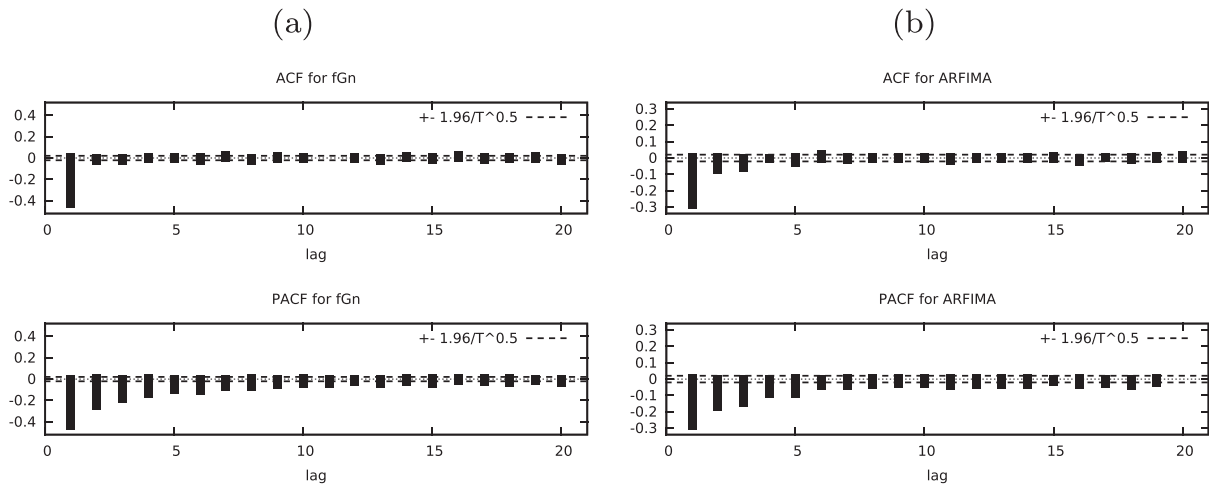 (a)
ACF for fGn
+- 1.96/T^0.5
0.4
0.2
0
-0.2
-0.4
0 5 10 15 20
lag
PACF for fGn
+- 1.96/T^0.5
0.4
0.2
0
-0.2
-0.4
0 5 10 15 20
lag
(b)
ACF for ARFIMA
+- 1.96/T^0.5
0.3
0.2
0.1
0
-0.1
-0.2
-0.3
0 5 10 15 20
lag
PACF for ARFIMA
+- 1.96/T^0.5
0.3
0.2
0.1
0
-0.1
-0.2
-0.3
0 5 10 15 20
lag